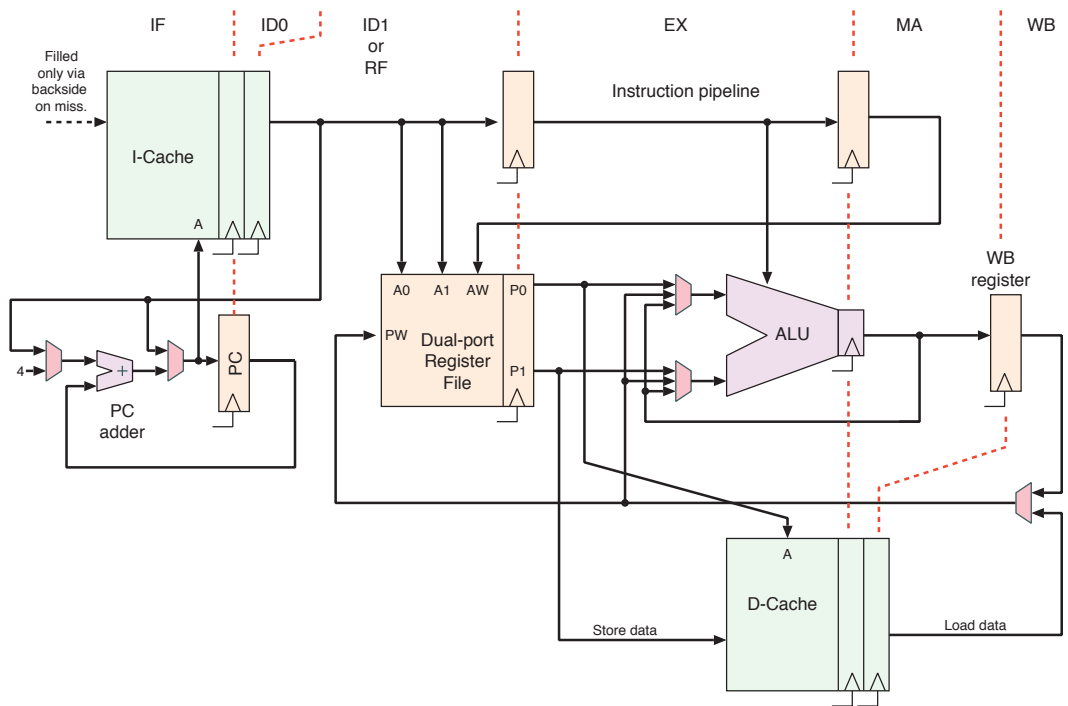 IF
ID0
ID1
or
RF
EX
MA
WB
Filled
only via
backside
on miss.
Instruction pipeline
I-Cache
A
WB
register
A0 A1 AW P0
PW
Dual-port
Register
File
P1
ALU
4
+
PC
PC
adder
A
D-Cache
Store data
Load data